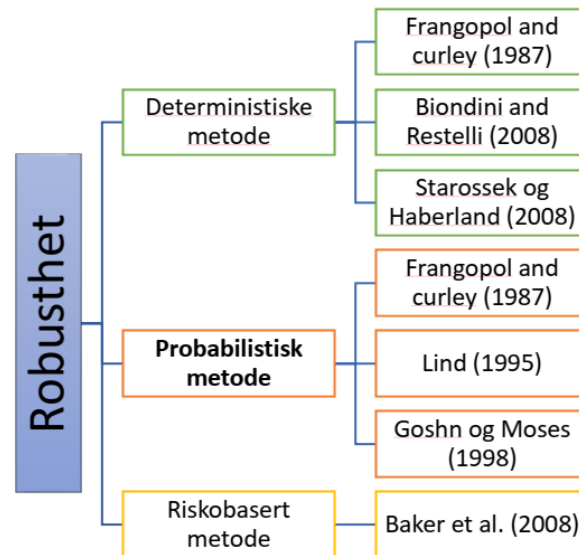 Robusthet
Deterministiske
metode
Frangopol and
curley (1987)
Biondini and
Restelli (2008)
Starossek og
Haberland (2008)
Probabilistisk
metode
Frangopol and
curley (1987)
Lind (1995)
Goshn og Moses
(1998)
Riskobasert
metode
Baker et al. (2008)